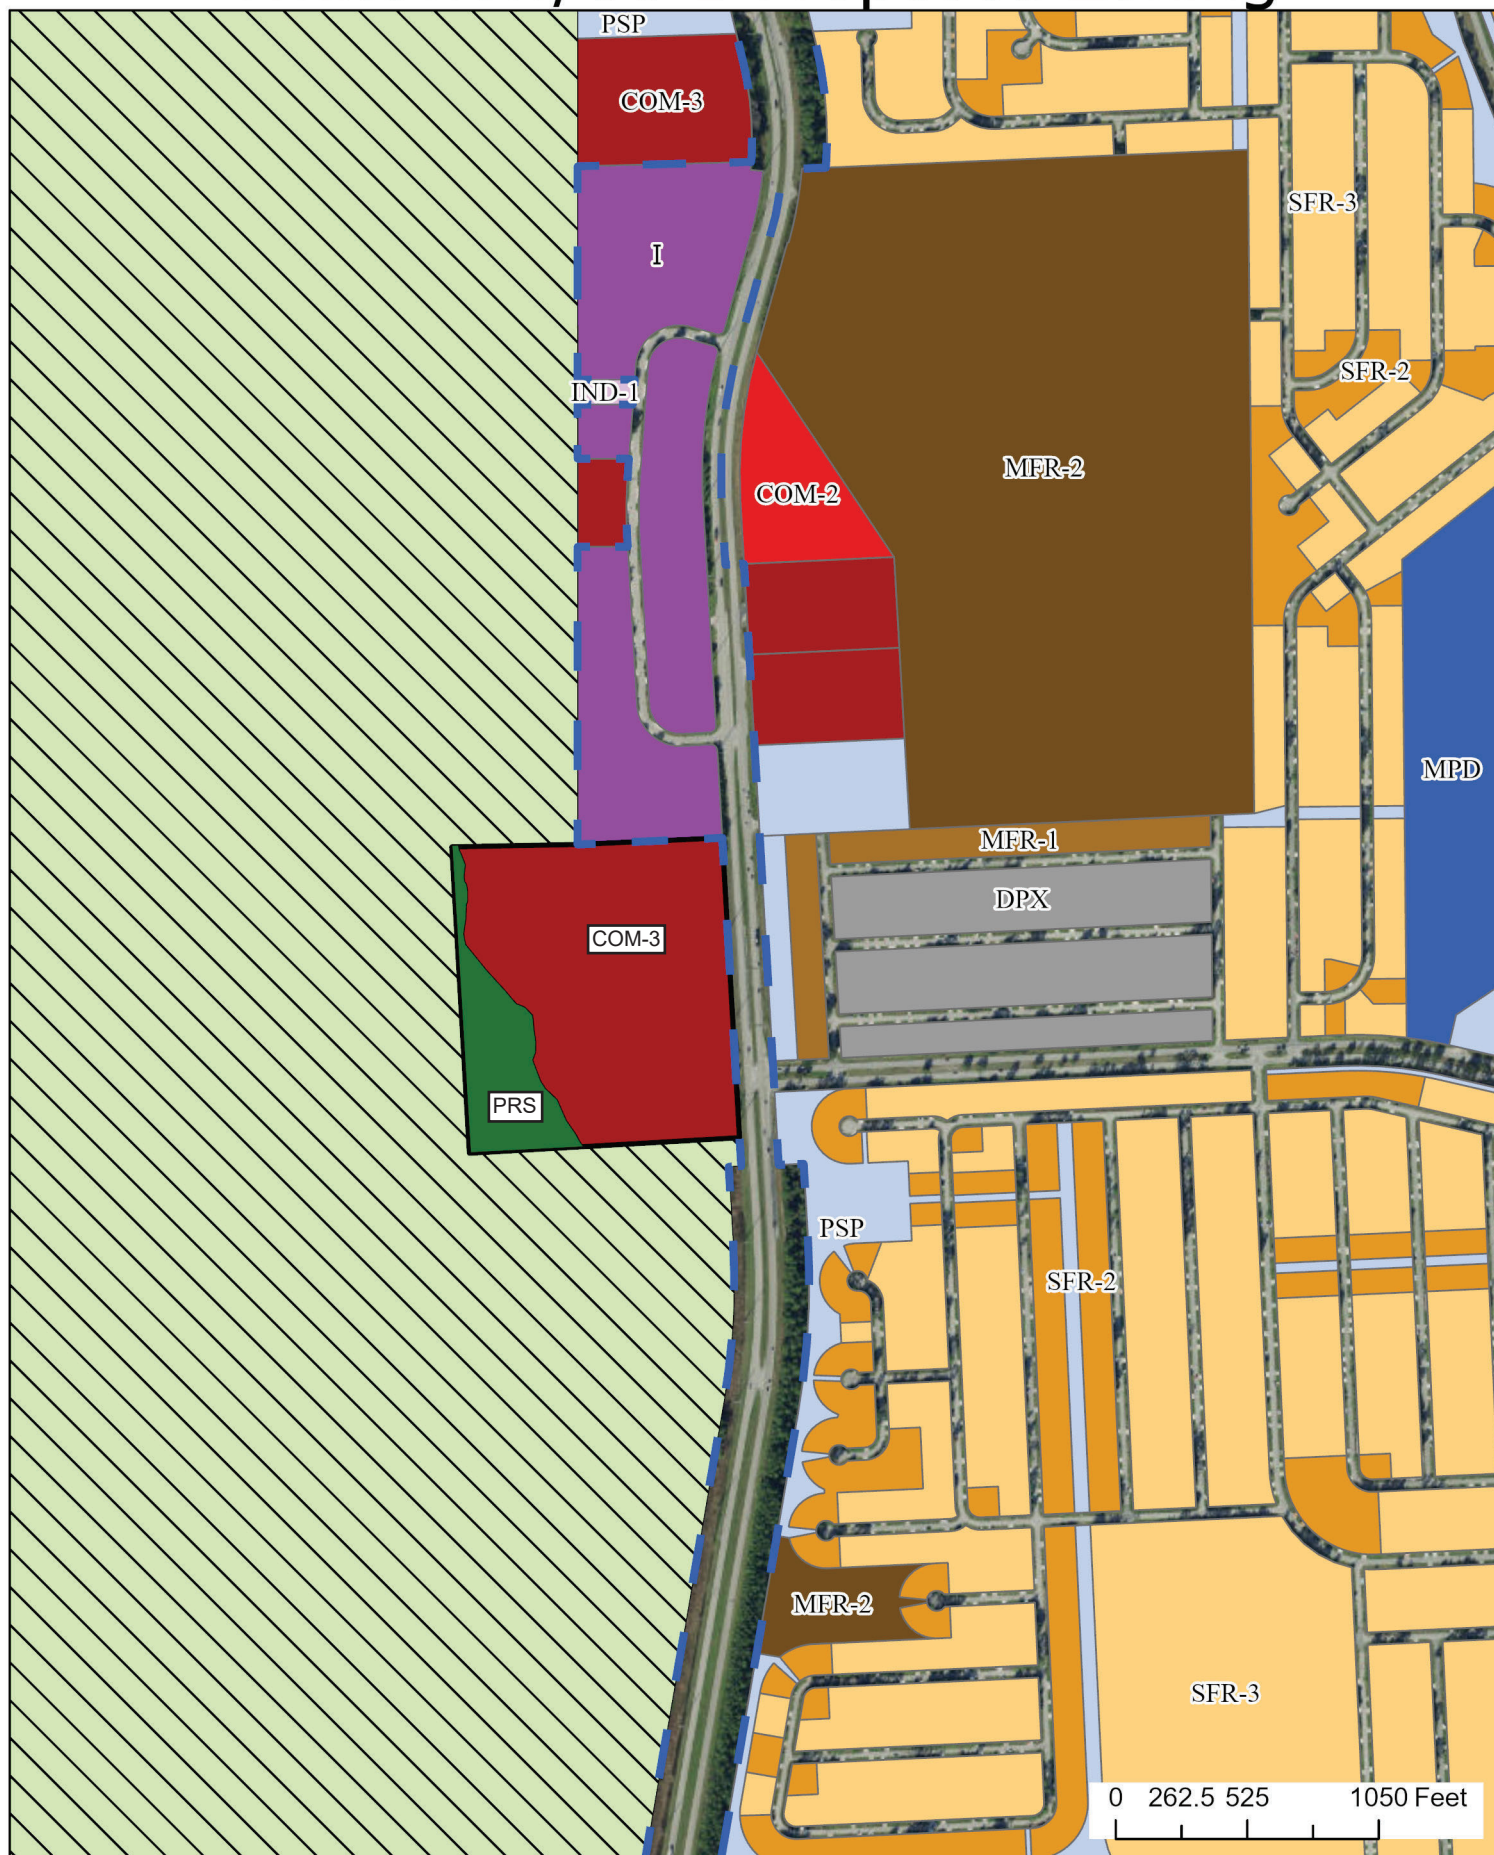 PSP
COM-3
SFR-3
I
SFR-2
IND-1
MFR-2
COM-2
MPD
MFR-1
DPX
COM-3
PRS
PSP
SFR-2
MFR-2
SFR-3
0 262.5 525 1050 Feet